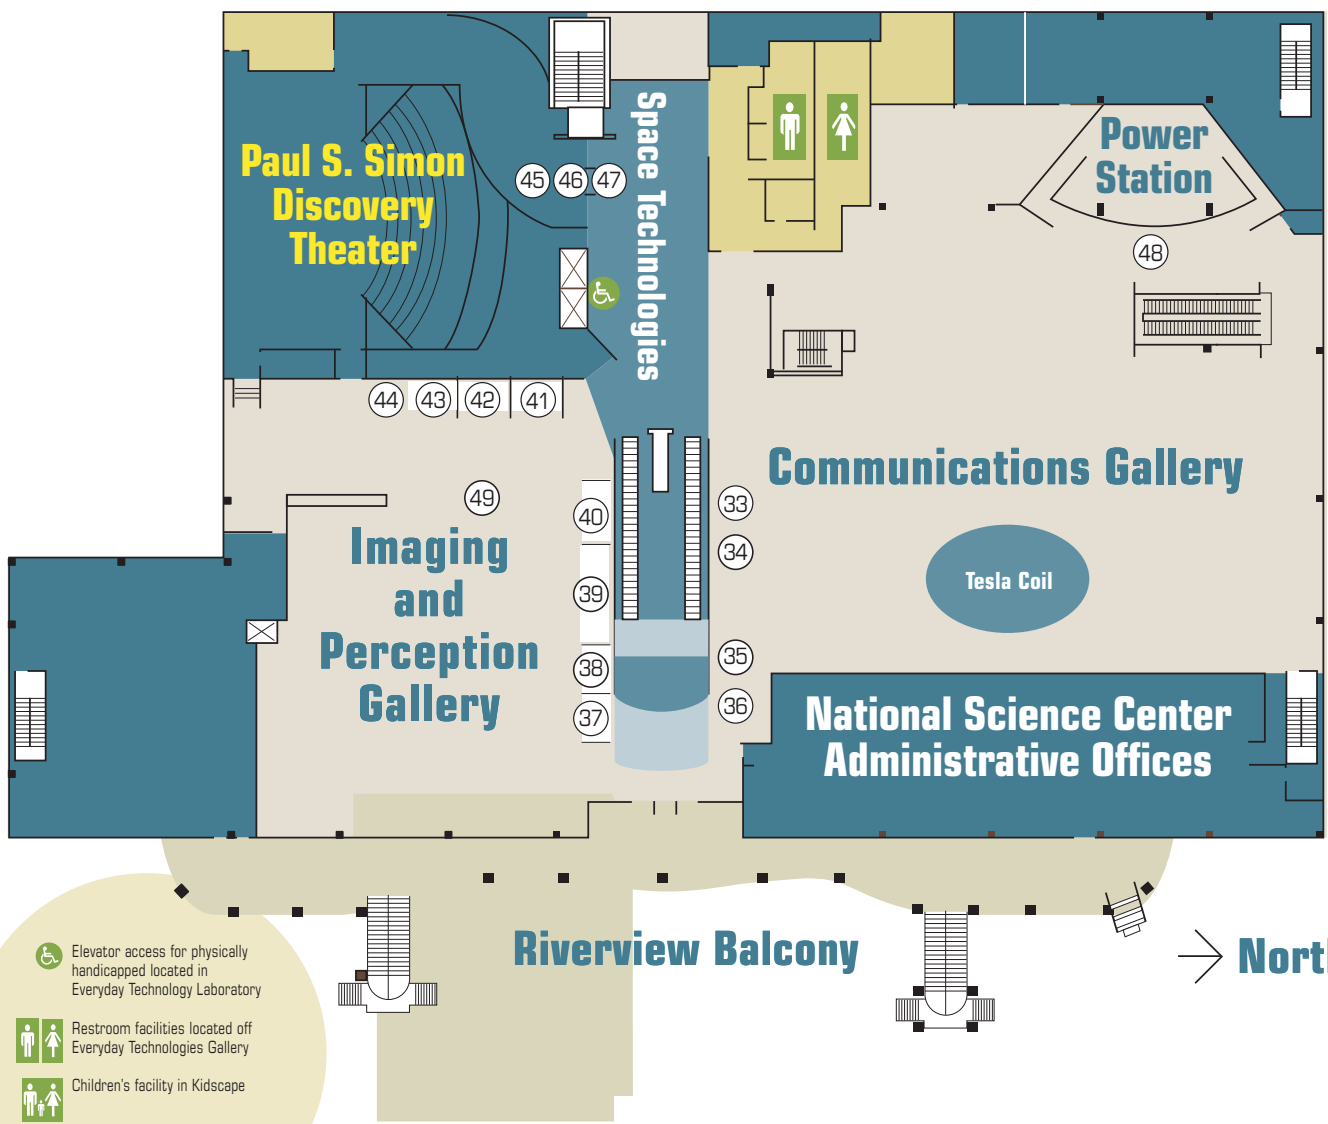 Paul S. Simon
Discovery
Theater
45
46
47
Space Technologies
Power
Station
48
44
43
42
41
49
40
39
38
37
33
34
35
36
Imaging
and
Perception
Gallery
Communications Gallery
Tesla Coil
National Science Center
Administrative Offices
Riverview Balcony
Elevator access for physically
handicapped located in
Everyday Technology Laboratory
Restroom facilities located off
Everyday Technologies Gallery
Children's facility in Kidscape